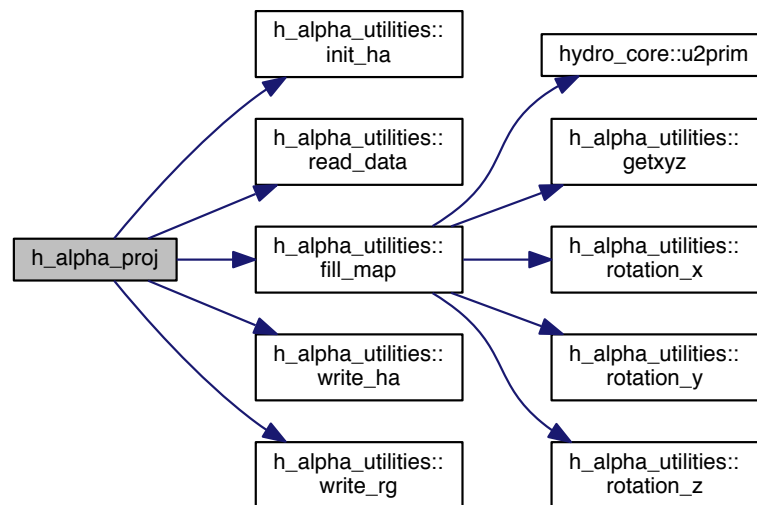 h_alpha_proj
h_alpha_utilities::
init_ha
h_alpha_utilities::
read_data
h_alpha_utilities::
fill_map
h_alpha_utilities::
write_ha
h_alpha_utilities::
write_rg
hydro_core::u2prim
h_alpha_utilities::
getxyz
h_alpha_utilities::
rotation_x
h_alpha_utilities::
rotation_y
h_alpha_utilities::
rotation_z